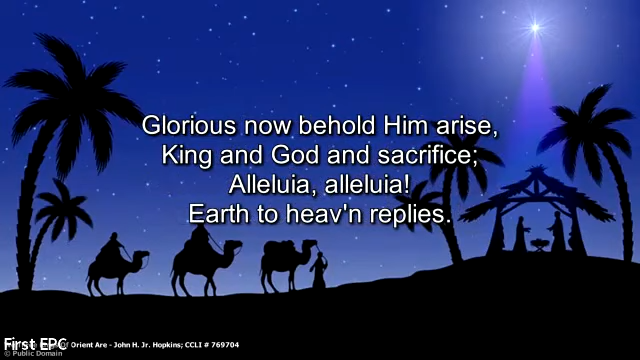 Glorious now behold Him arise,
King and God and sacrifice;
Alleluia, alleluia!
Earth to heav'n replies.
First EPC
Orient Are - John H. Jr. Hopkins; CCLI # 769704
© Public Domain